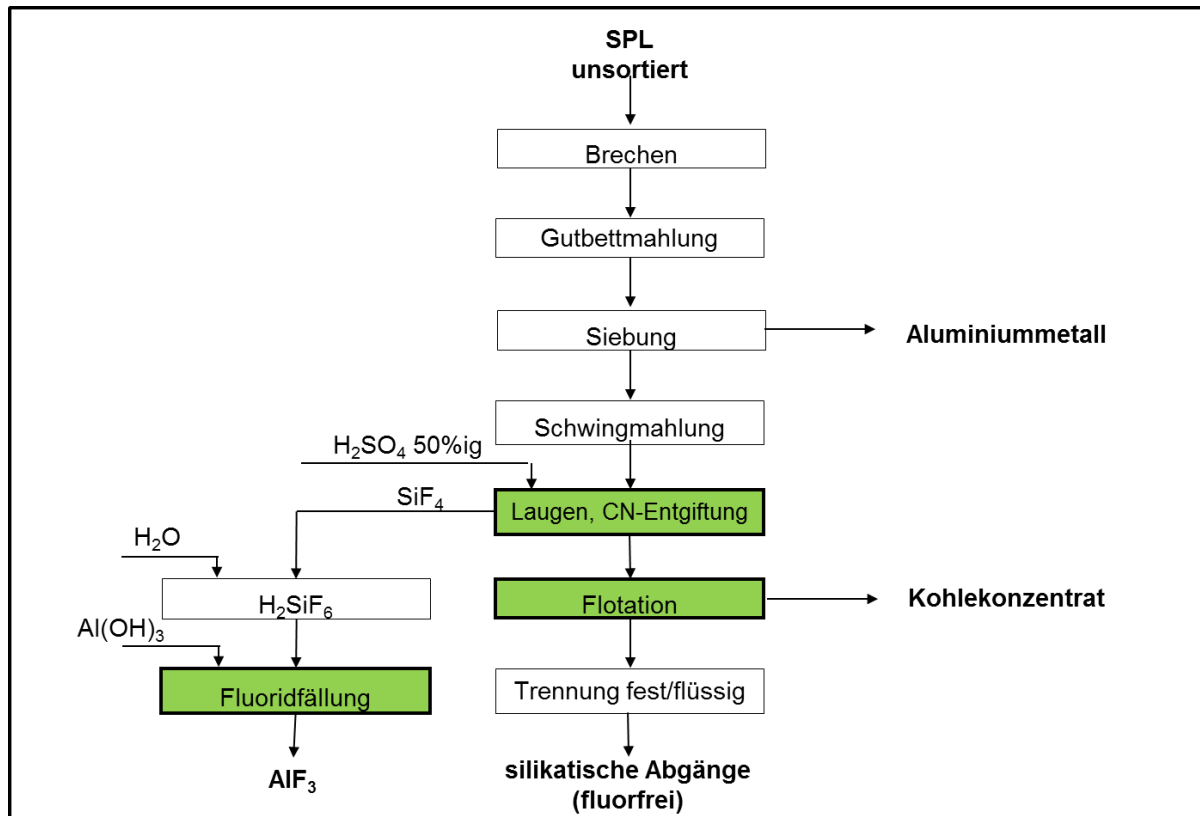 SPL
unsortiert
Brechen
Gutbettmahlung
Siebung
Aluminiummetall
Schwingmahlung
H₂SO₄ 50%ig
SiF₄
Laugen, CN-Entgiftung
H₂O
H₂SiF₆
Flotation
Kohlekonzentrat
Al(OH)₃
Fluoridfällung
Trennung fest/flüssig
AlF₃
silikatische Abgänge
(fluorfrei)